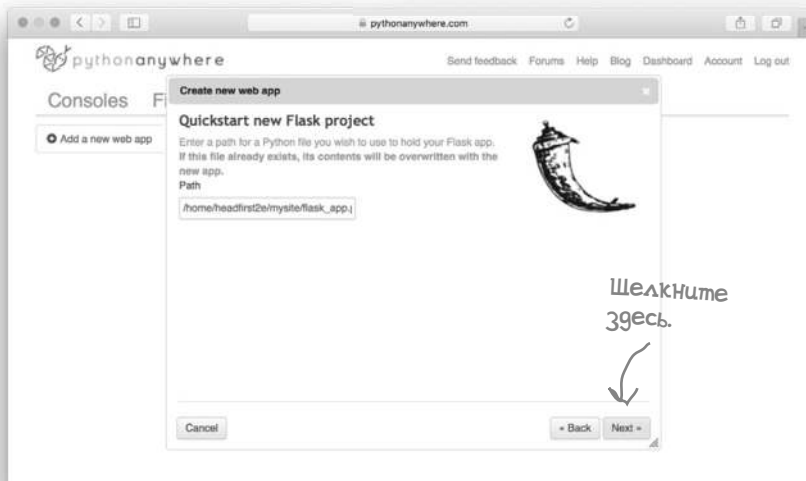 pythonanywhere.com
pythonanywhere
Send feedback Forums Help Blog Dashboard Account Log out
Consoles Fi
Add a new web app
Create new web app
Quickstart new Flask project
Enter a path for a Python file you wish to use to hold your Flask app.
If this file already exists, its contents will be overwritten with the
new app.
Path
/home/headfirst2e/mysite/flask_app.p
Щелкните
здесь.
Cancel
« Back
Next »